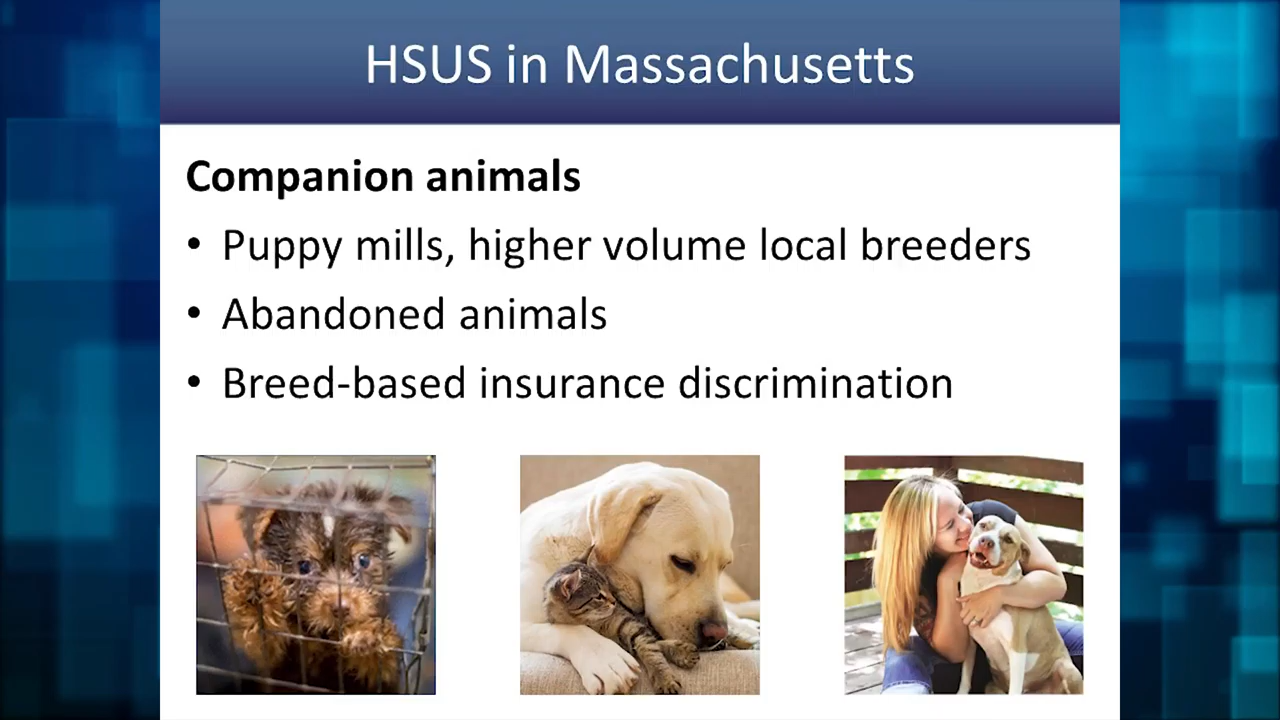 HSUS in Massachusetts
Companion animals
• Puppy mills, higher volume local breeders
• Abandoned animals
• Breed-based insurance discrimination